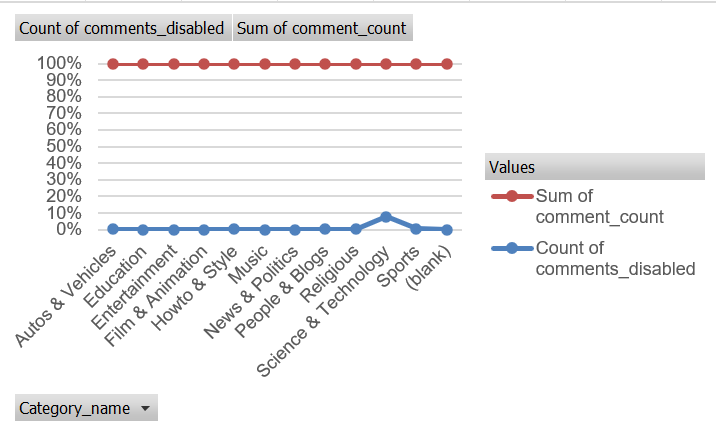 Count of comments_disabled Sum of comment_count
100%
90%
80%
70%
60%
50%
40%
30%
20%
10%
0%
Autos & Vehicles
Education
Entertainment
Film & Animation
Howto & Style
Music
News & Politics
People & Blogs
Religious
Science & Technology
Sports
(blank)
Values
Sum of
comment_count
Count of
comments_disabled
Category_name